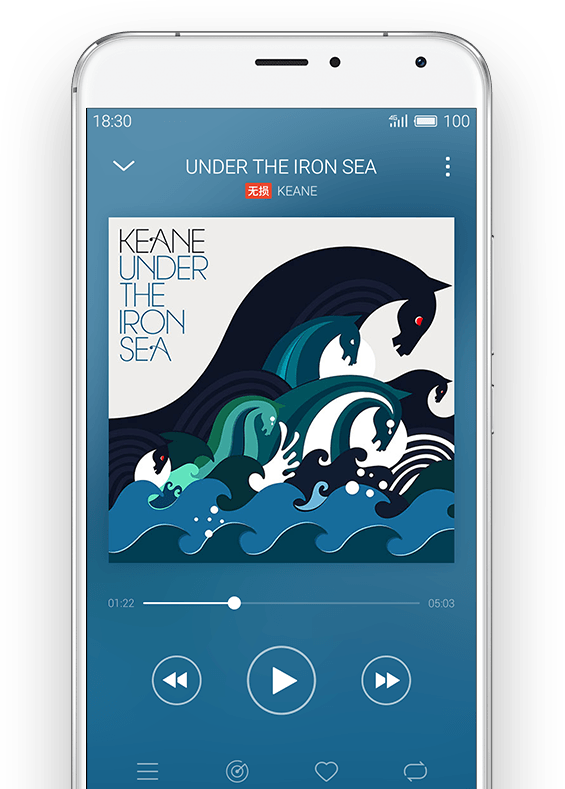 18:30
4G
100
UNDER THE IRON SEA
无损 KEANE
KEANE
UNDER
THE
IRON
SEA
01:22
05:03